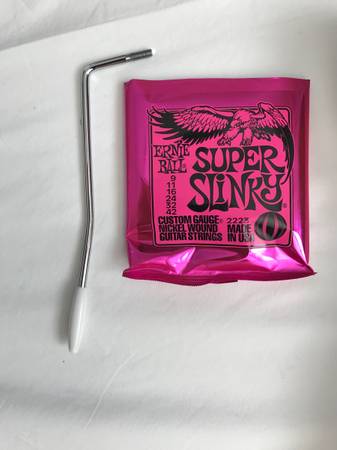 ERNIE BALL
SUPER
SLINKY
9
11
16
24
32
42
CUSTOM GAUGE 2223
NICKEL WOUND MADE
GUITAR STRINGS IN USA